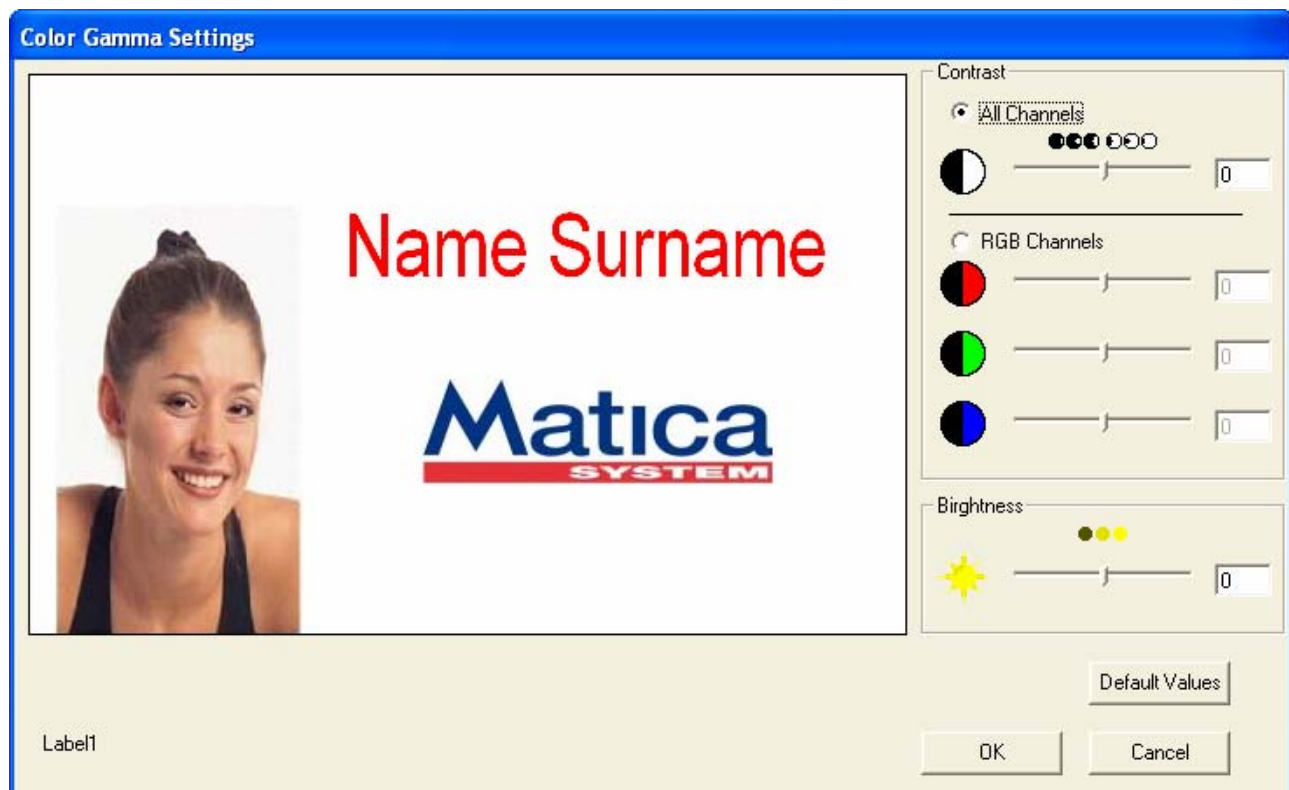 Color Gamma Settings
Name Surname
Matica
SYSTEM
Label1
Contrast
All Channels
0
RGB Channels
0
0
0
Birghtness
0
Default Values
OK
Cancel